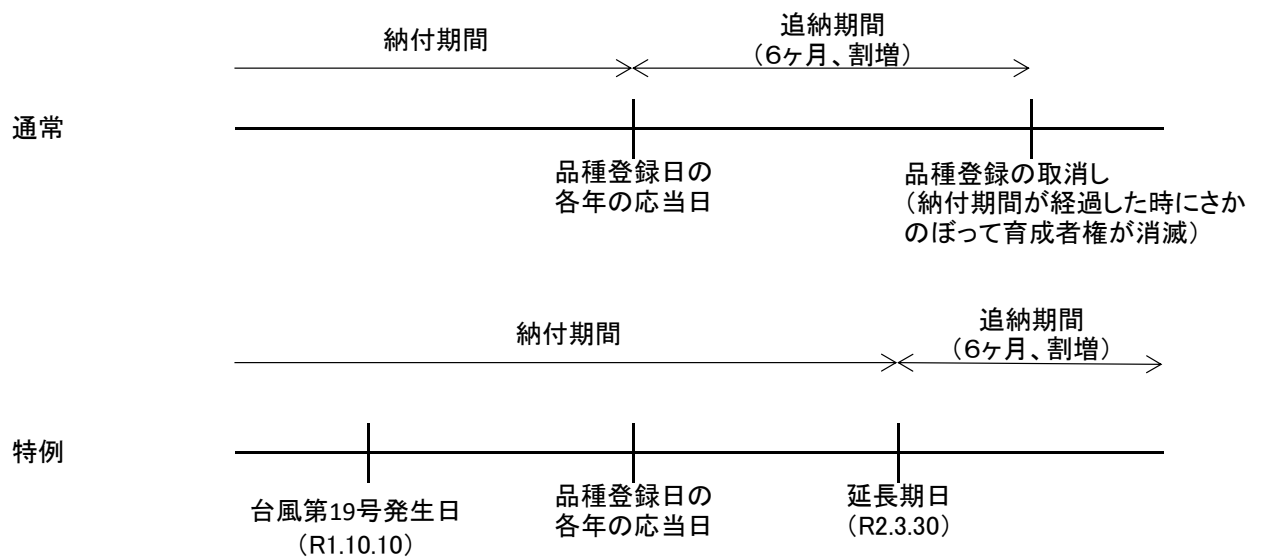 納付期間
追納期間
（6ヶ月、割増）
通常
品種登録日の
各年の応当日
品種登録の取消し
（納付期間が経過した時にさか
のぼって育成者権が消滅）
納付期間
追納期間
（6ヶ月、割増）
特例
台風第19号発生日
（R1.10.10）
品種登録日の
各年の応当日
延長期日
（R2.3.30）